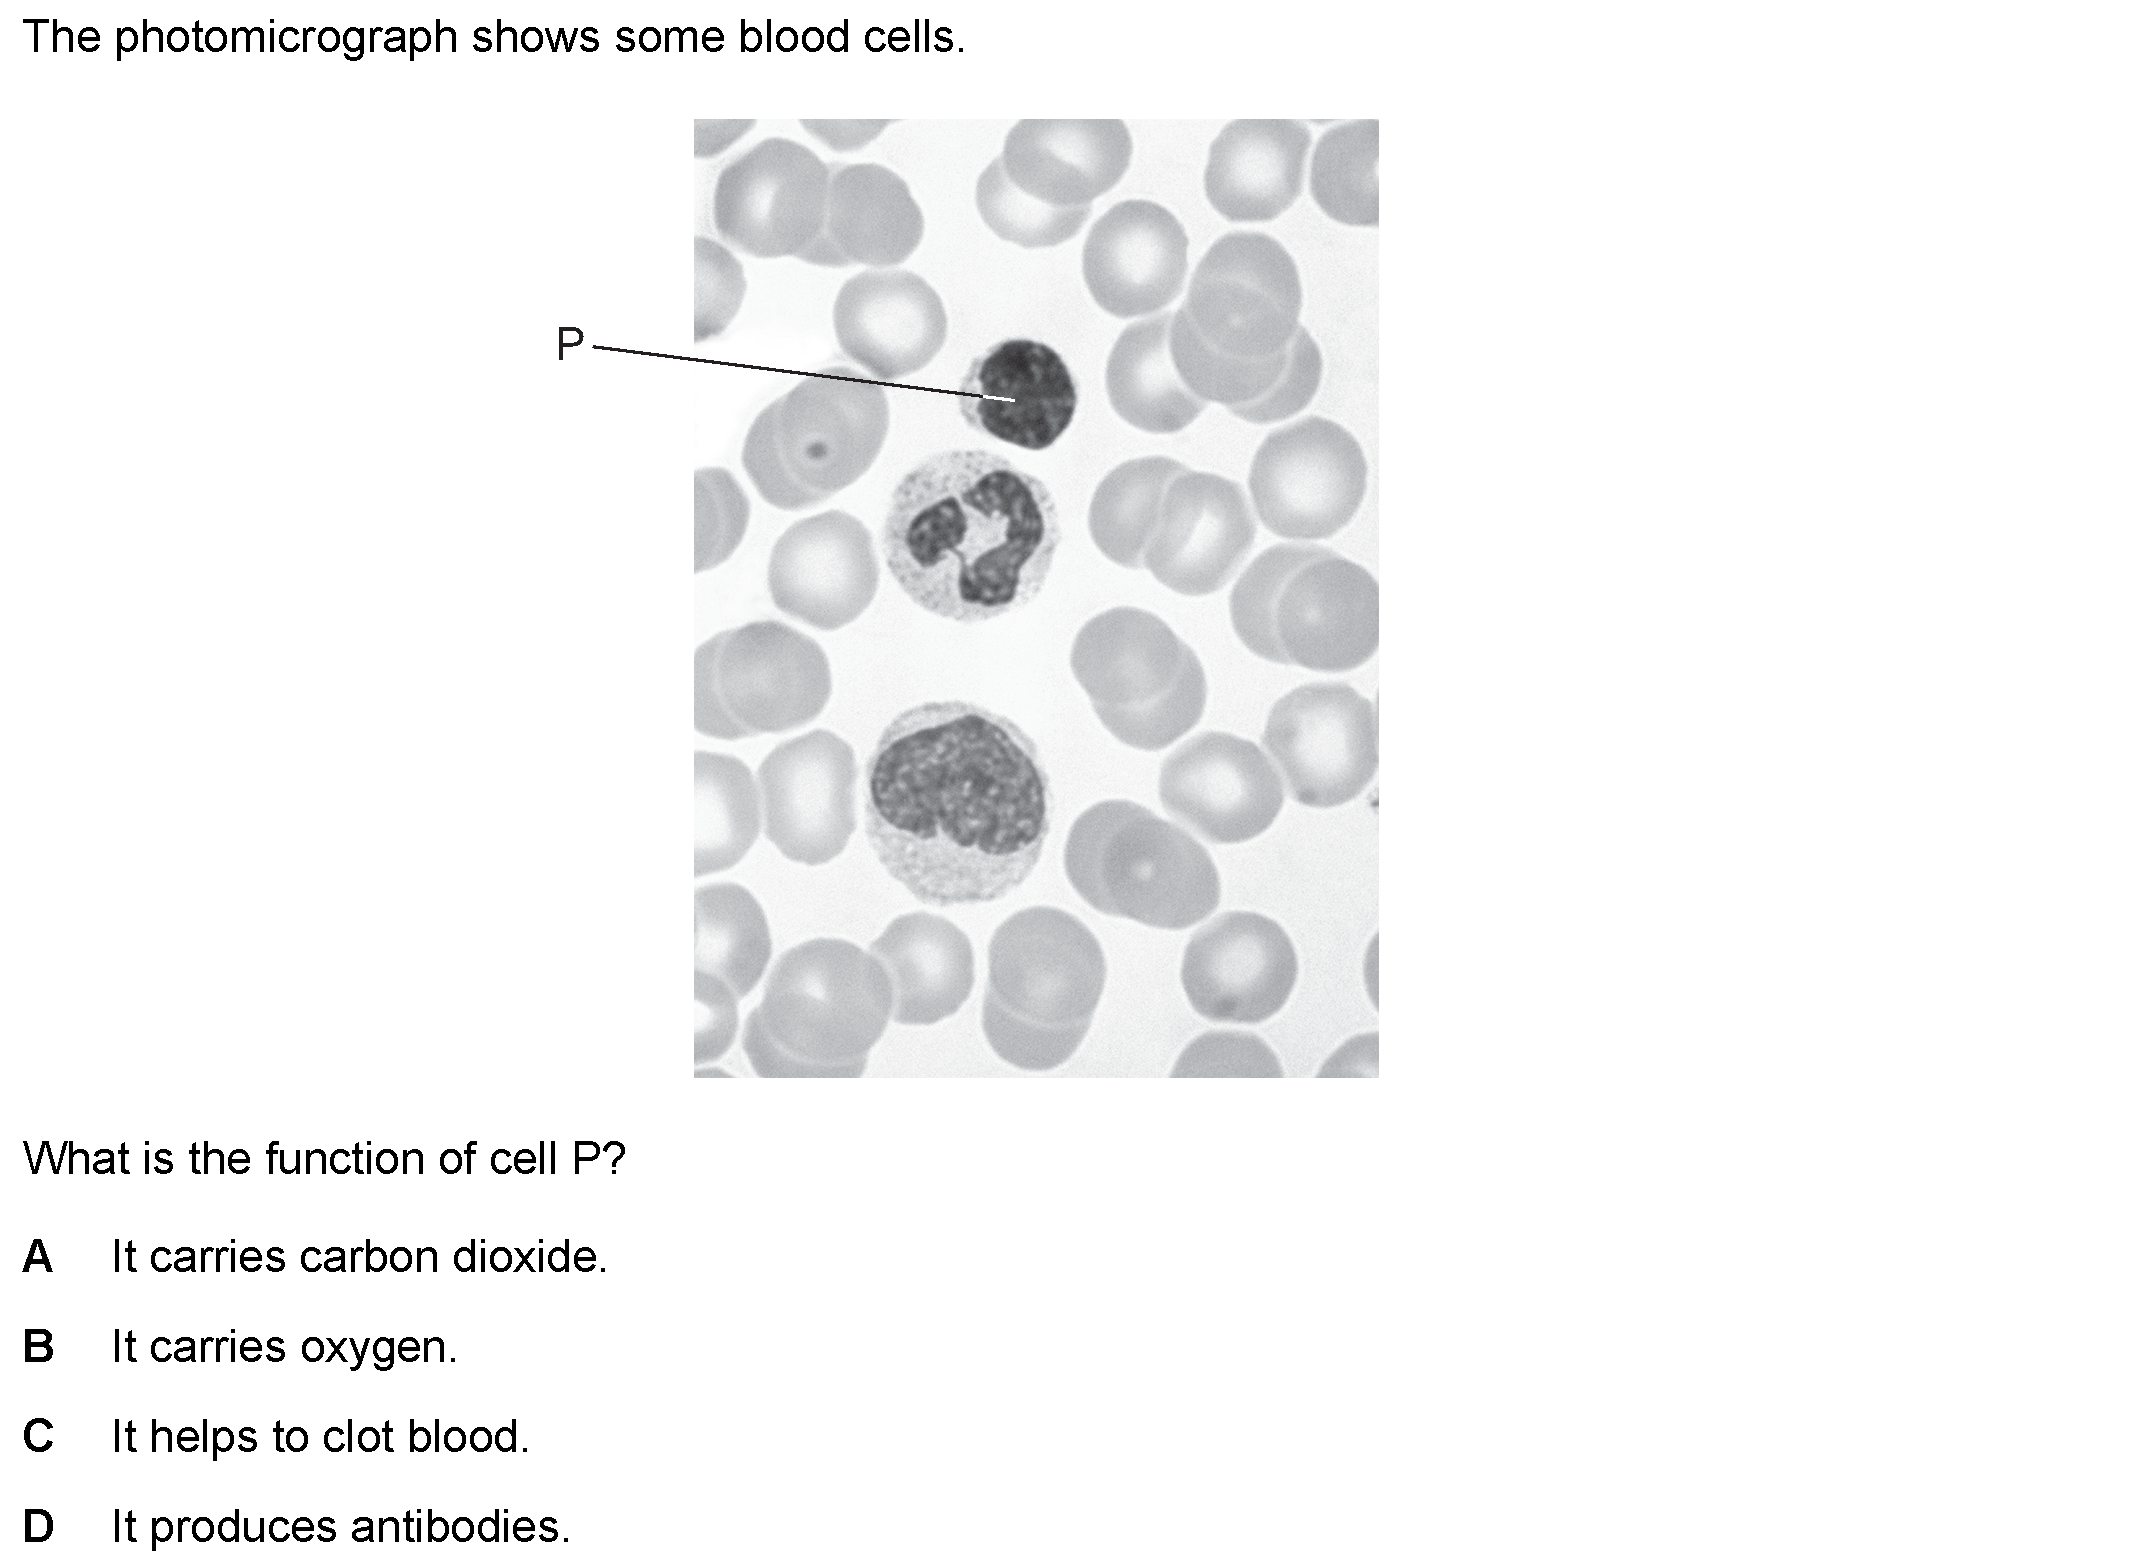 The photomicrograph shows some blood cells.
P
What is the function of cell P?
A It carries carbon dioxide.
B It carries oxygen.
C It helps to clot blood.
D It produces antibodies.